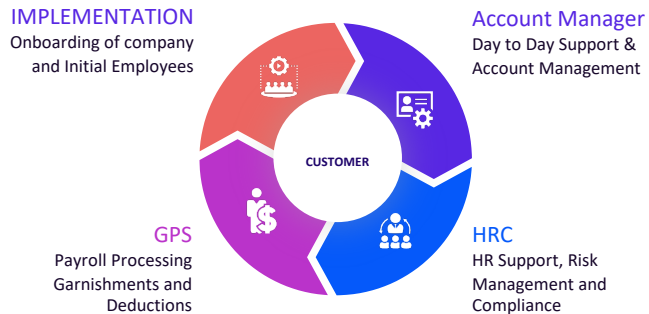 IMPLEMENTATION
Onboarding of company
and Initial Employees
Account Manager
Day to Day Support &
Account Management
CUSTOMER
GPS
Payroll Processing
Garnishments and
Deductions
HRC
HR Support, Risk
Management and
Compliance